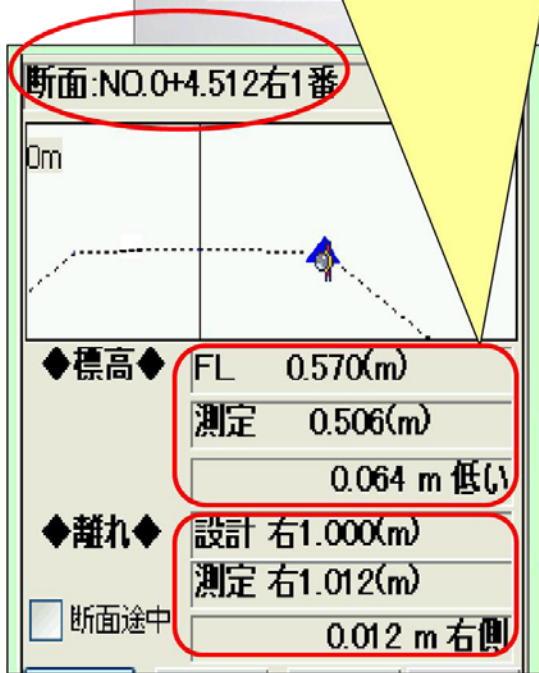 断面:NO.0+4.512右1番
0m
◆標高◆ FL 0.570(m)
測定 0.506(m)
0.064 m 低い
◆離れ◆ 設計 右1.000(m)
測定 右1.012(m)
断面途中 0.012 m 右側